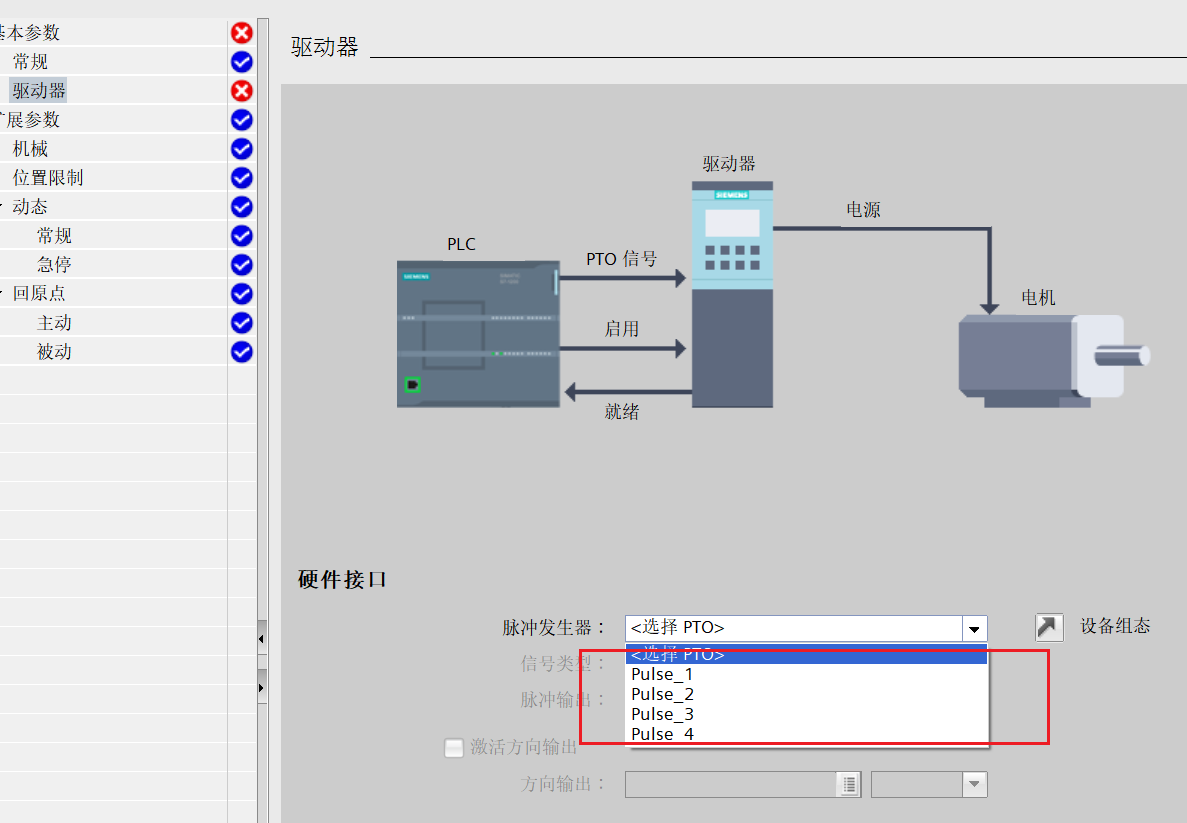 基本参数
常规
驱动器
扩展参数
机械
位置限制
动态
常规
急停
回原点
主动
被动
驱动器
驱动器
SIEMENS
电源
PLC
PTO 信号
SIEMENS
电机
启用
就绪
硬件接口
脉冲发生器：
<选择 PTO>
设备组态
<选择 PTO>
信号类型：
Pulse_1
Pulse_2
脉冲输出：
Pulse_3
Pulse_4
激活方向输出
方向输出：